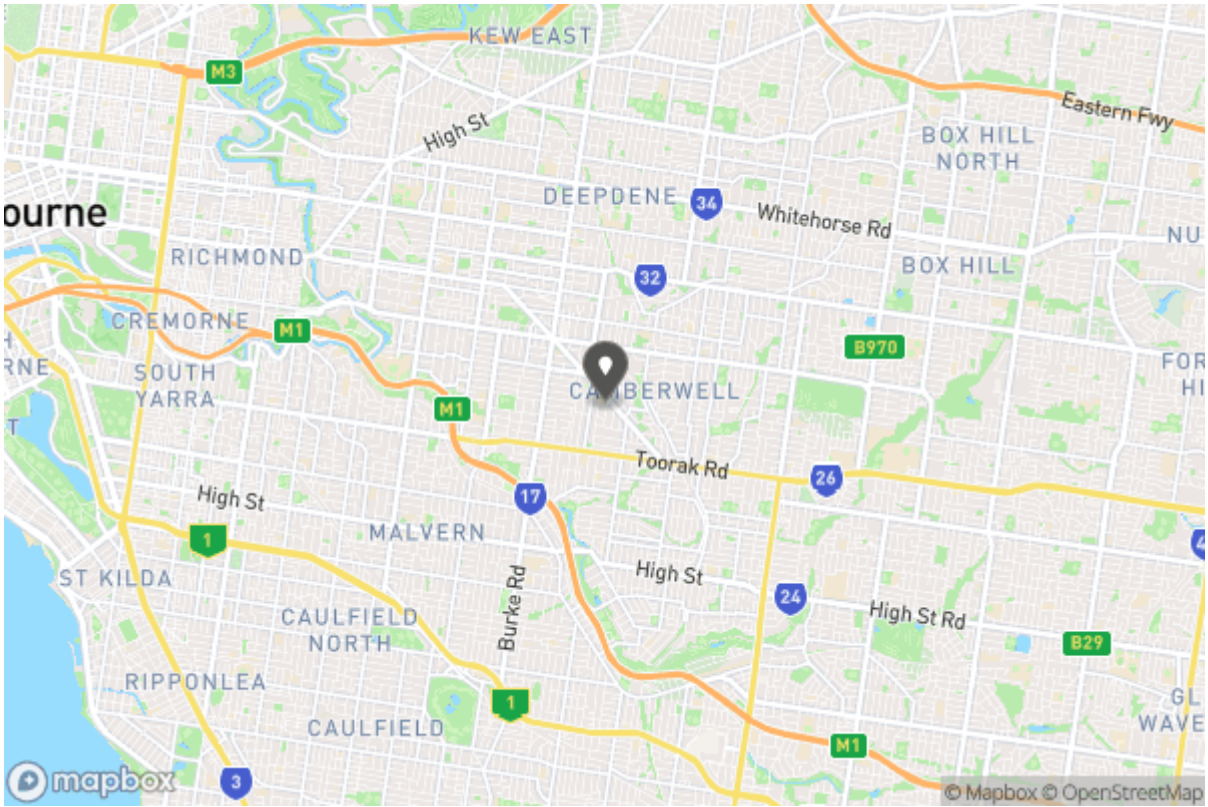 KEW EAST
M3
High St
Eastern Fwy
BOX HILL
NORTH
DEEPDENE
34
Whitehorse Rd
ourne
NU
RICHMOND
BOX HILL
32
CREMORNE
M1
B970
H
RNE
SOUTH
YARRA
FOR
HI
CAMBERWELL
M1
T
Toorak Rd
26
17
High St
MALVERN
1
4
ST KILDA
High St
24
Burke Rd
High St Rd
CAULFIELD
NORTH
B29
RIPPONLEA
1
GL
WAVE
CAULFIELD
M1
3
mapbox
© Mapbox © OpenStreetMap